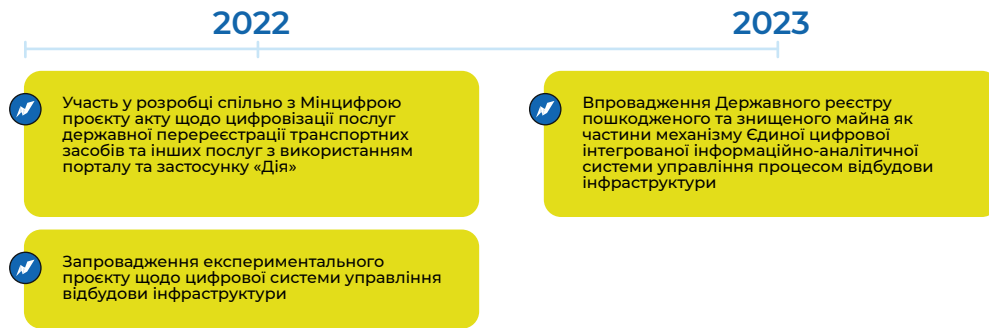 2022
2023
Участь у розробці спільно з Мінцифрою
проєкту акту щодо цифровізації послуг
державної перереєстрації транспортних
засобів та інших послуг з використанням
порталу та застосунку «Дія»
Запровадження експериментального
проєкту щодо цифрової системи управління
відбудови інфраструктури
Впровадження Державного реєстру
пошкодженого та знищеного майна як
частини механізму Єдиної цифрової
інтегрованої інформаційно-аналітичної
системи управління процесом відбудови
інфраструктури